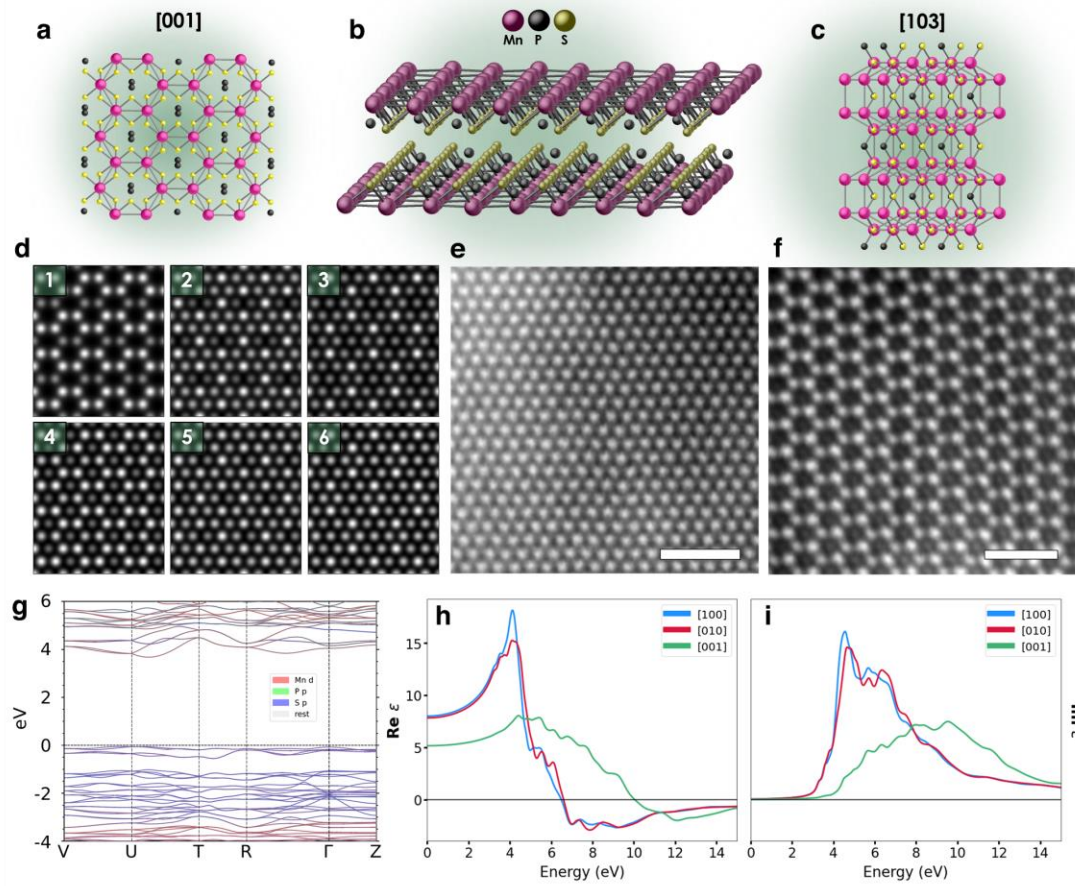 [001]
[103]
a
b
c
Mn P S
d
e
f
1
2
3
4
5
6
g
h
i
6
4
2
0
-2
-4
eV
Mn d
P p
S p
rest
V U T R Γ Z
Re ε
15
10
5
0
[100]
[010]
[001]
0 2 4 6 8 10 12 14
Energy (eV)
[100]
[010]
[001]
0 2 4 6 8 10 12 14
Energy (eV)